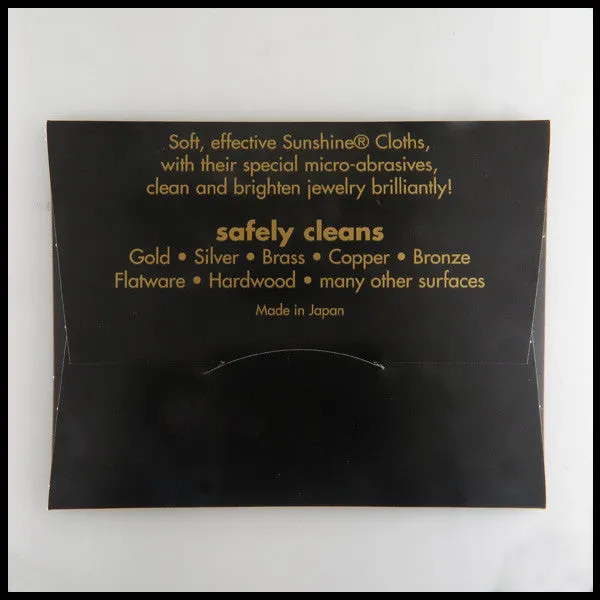 Soft, effective Sunshine® Cloths,
with their special micro-abrasives,
clean and brighten jewelry brilliantly!
safely cleans
Gold • Silver • Brass • Copper • Bronze
Flatware • Hardwood • many other surfaces
Made in Japan